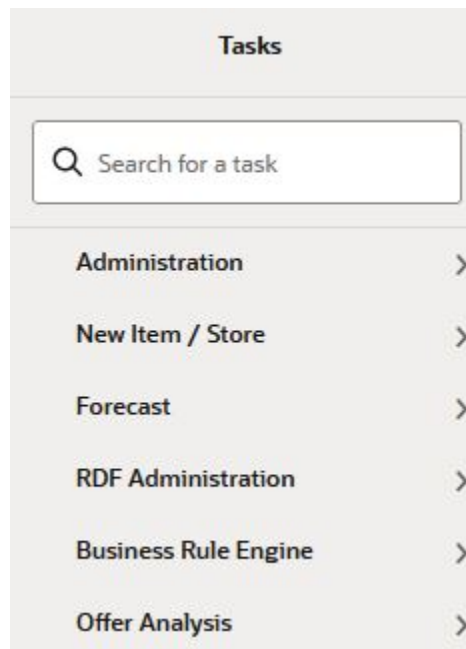 Tasks
Search for a task
Administration
New Item / Store
Forecast
RDF Administration
Business Rule Engine
Offer Analysis